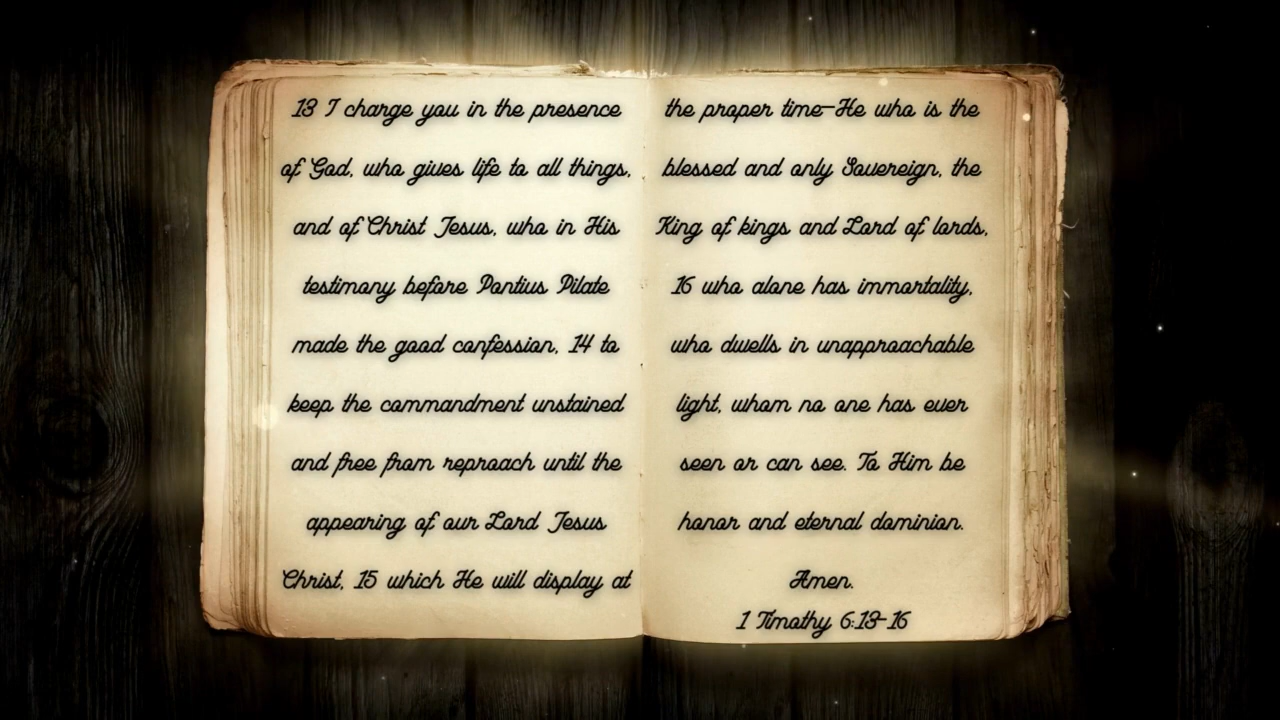 13 I charge you in the presence
of God, who gives life to all things,
and of Christ Jesus, who in His
testimony before Pontius Pilate
made the good confession, 14 to
keep the commandment unstained
and free from reproach until the
appearing of our Lord Jesus
Christ, 15 which He will display at
the proper time—He who is the
blessed and only Sovereign, the
King of kings and Lord of lords,
16 who alone has immortality,
who dwells in unapproachable
light, whom no one has ever
seen or can see. To Him be
honor and eternal dominion.
Amen.
1 Timothy 6:13-16